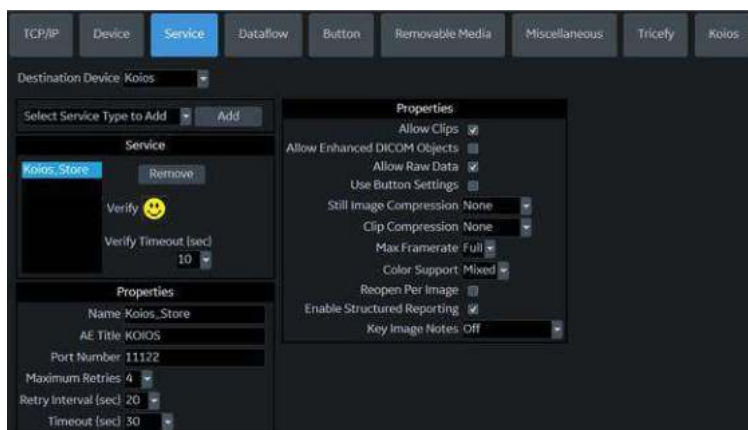 TCP/IP Device Service Dataflow Button Removable Media Miscellaneous Tricefy Koios
Destination Device Koios
Select Service Type to Add Add
Service
Koios_Store
Remove
Verify
Verify Timeout (sec)
10
Properties
Name Koios_Store
AE Title KOIOS
Port Number 11122
Maximum Retries 4
Retry Interval (sec) 20
Timeout (sec) 30
Properties
Allow Clips
Allow Enhanced DICOM Objects
Allow Raw Data
Use Button Settings
Still Image Compression None
Clip Compression None
Max Framerate Full
Color Support Mixed
Reopen Per Image
Enable Structured Reporting
Key Image Notes Off